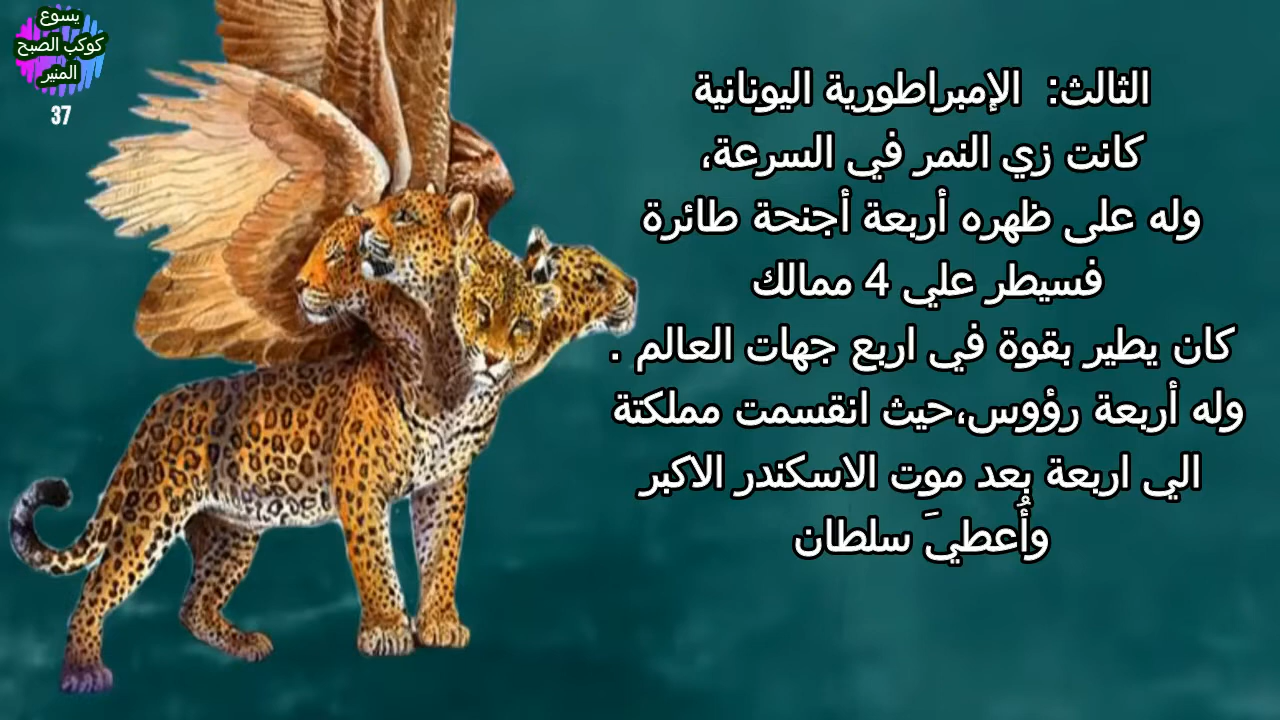 يسوع
كوكب الصبح
المنير
37
الثالث: الإمبراطورية اليونانية
كانت زي النمر في السرعة،
وله على ظهره أربعة أجنحة طائرة
فسيطر علي 4 ممالك
كان يطير بقوة في اربع جهات العالم .
وله أربعة رؤوس،حيث انقسمت مملكتة
الي اربعة بعد موت الاسكندر الاكبر
وأُعطيَ سلطان